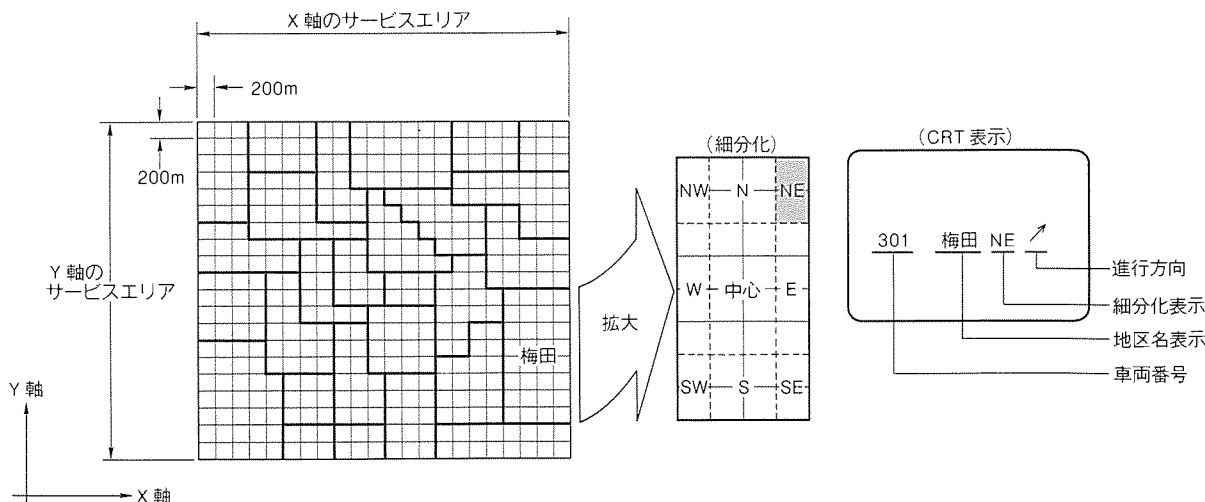 X 軸のサービスエリア
200m
200m
Y 軸の
サービスエリア
梅田
Y 軸
X 軸
拡大
(細分化)
NW N NE
W 中心 E
SW S SE
(CRT 表示)
301 梅田 NE ↗
進行方向
細分化表示
地区名表示
車両番号